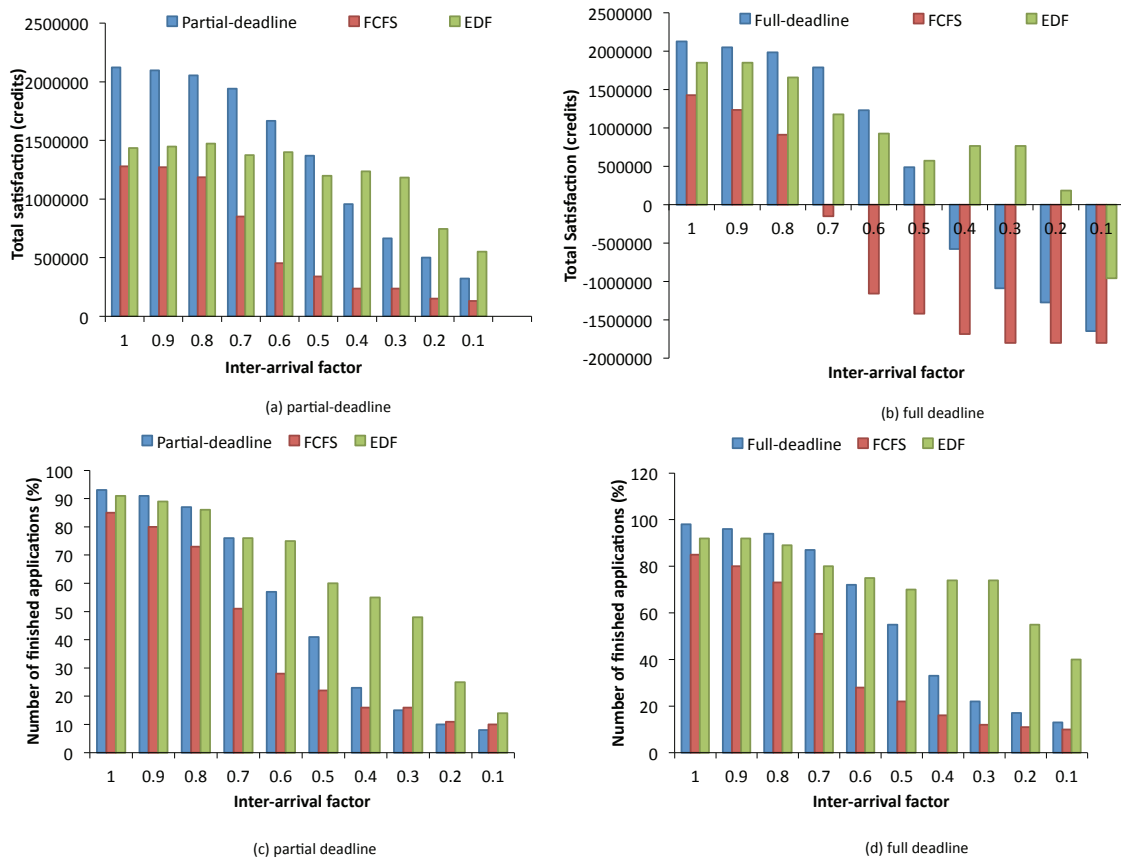 Partial-deadline FCFS EDF
Total satisfaction (credits)
2500000
2000000
1500000
1000000
500000
0
1 0.9 0.8 0.7 0.6 0.5 0.4 0.3 0.2 0.1
Inter-arrival factor
(a) partial-deadline
Full-deadline FCFS EDF
Total Satisfaction (credits)
2500000
2000000
1500000
1000000
500000
0
-500000
-1000000
-1500000
-2000000
1 0.9 0.8 0.7 0.6 0.5 0.4 0.3 0.2 0.1
Inter-arrival factor
(b) full deadline
Partial-deadline FCFS EDF
Number of finished applications (%)
100
90
80
70
60
50
40
30
20
10
0
1 0.9 0.8 0.7 0.6 0.5 0.4 0.3 0.2 0.1
Inter-arrival factor
(c) partial deadline
Full-deadline FCFS EDF
Number of finished applications (%)
120
100
80
60
40
20
0
1 0.9 0.8 0.7 0.6 0.5 0.4 0.3 0.2 0.1
Inter-arrival factor
(d) full deadline